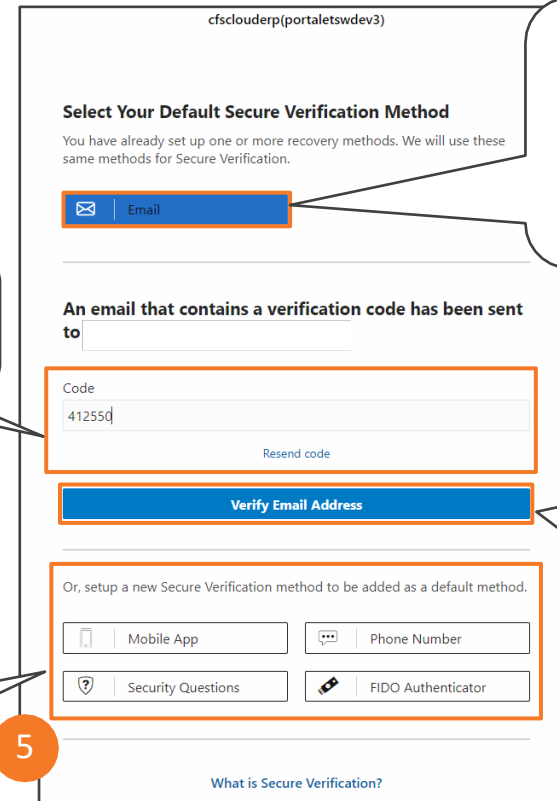 cfsclouderp(portaletswdev3)
Select Your Default Secure Verification Method
You have already set up one or more recovery methods. We will use these
same methods for Secure Verification.
Email
An email that contains a verification code has been sent
to
Code
412550
Resend code
Verify Email Address
Or, setup a new Secure Verification method to be added as a default method.
Mobile App
Phone Number
Security Questions
FIDO Authenticator
5
What is Secure Verification?